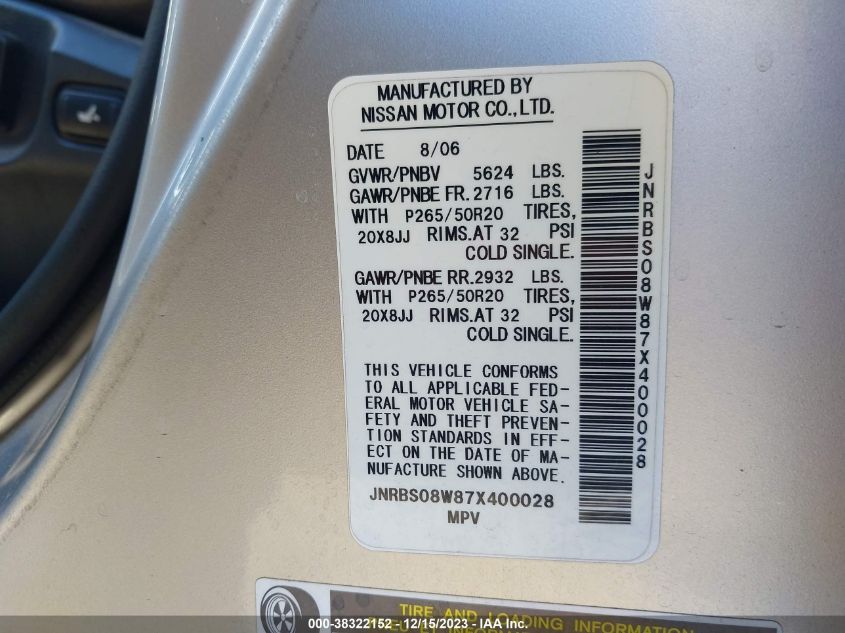 MANUFACTURED BY
NISSAN MOTOR CO.,LTD.
DATE 8/06
GVWR/PNBV 5624 LBS.
GAWR/PNBE FR. 2716 LBS.
WITH P265/50R20 TIRES,
20X8JJ RIMS.AT 32 PSI
COLD SINGLE.
GAWR/PNBE RR. 2932 LBS.
WITH P265/50R20 TIRES,
20X8JJ RIMS.AT 32 PSI
COLD SINGLE.
THIS VEHICLE CONFORMS
TO ALL APPLICABLE FED-
ERAL MOTOR VEHICLE SA-
FETY AND THEFT PREVEN-
TION STANDARDS IN EFF-
ECT ON THE DATE OF MA-
NUFACTURE SHOWN ABOVE.
JNRBS08W87X400028
MPV
JNRBS08W87X400028
TIRE AND LOADING INFORMATION
000-38322152 - 12/15/2023 - IAA Inc.